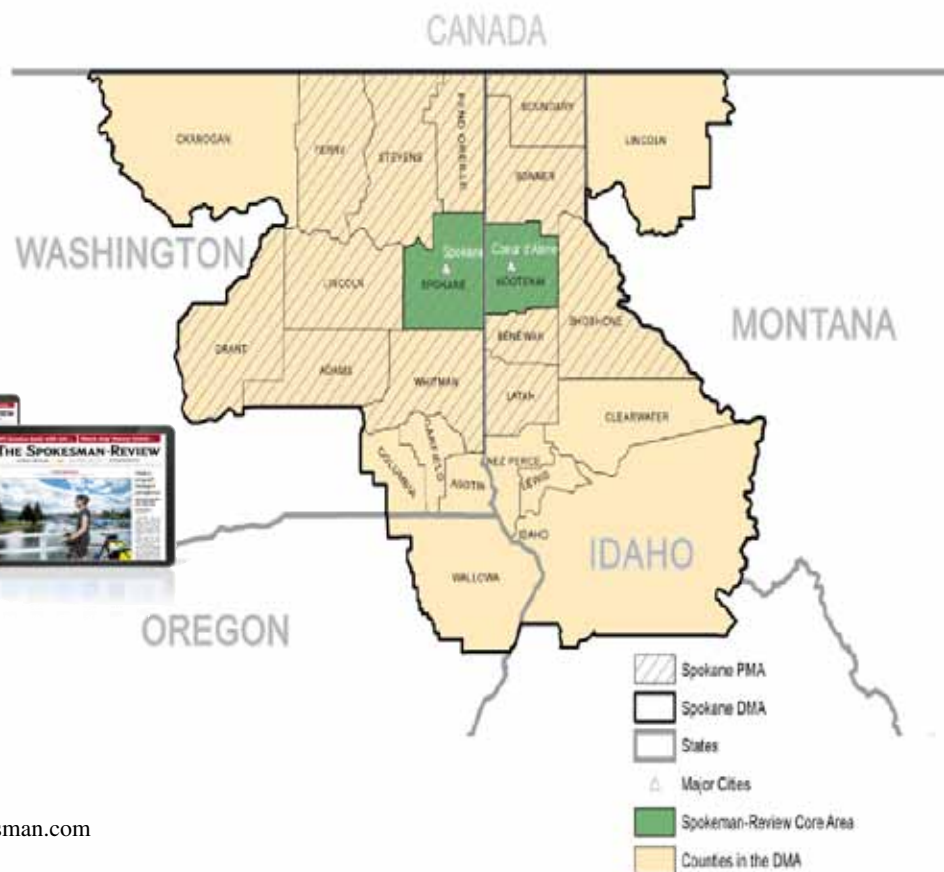 CANADA
OKANOGAN
FERRY
STEVENS
PEND OREILLE
BOUNDARY
BONNER
LINCOLN
WASHINGTON
Spokane
SPOKANE
Coeur d'Alene
KOOTENAI
LINCOLN
SHOSHONE
MONTANA
BENEWAH
GRANT
ADAMS
WHITMAN
LATAH
CLEARWATER
COLUMBIA
GARFIELD
ASOTIN
NEZ PERCE
LEWIS
IDAHO
IDAHO
WALLOWA
OREGON
THE SPOKESMAN-REVIEW
Spokane PMA
Spokane DMA
States
Major Cities
Spokeman-Review Core Area
Counties in the DMA
sman.com